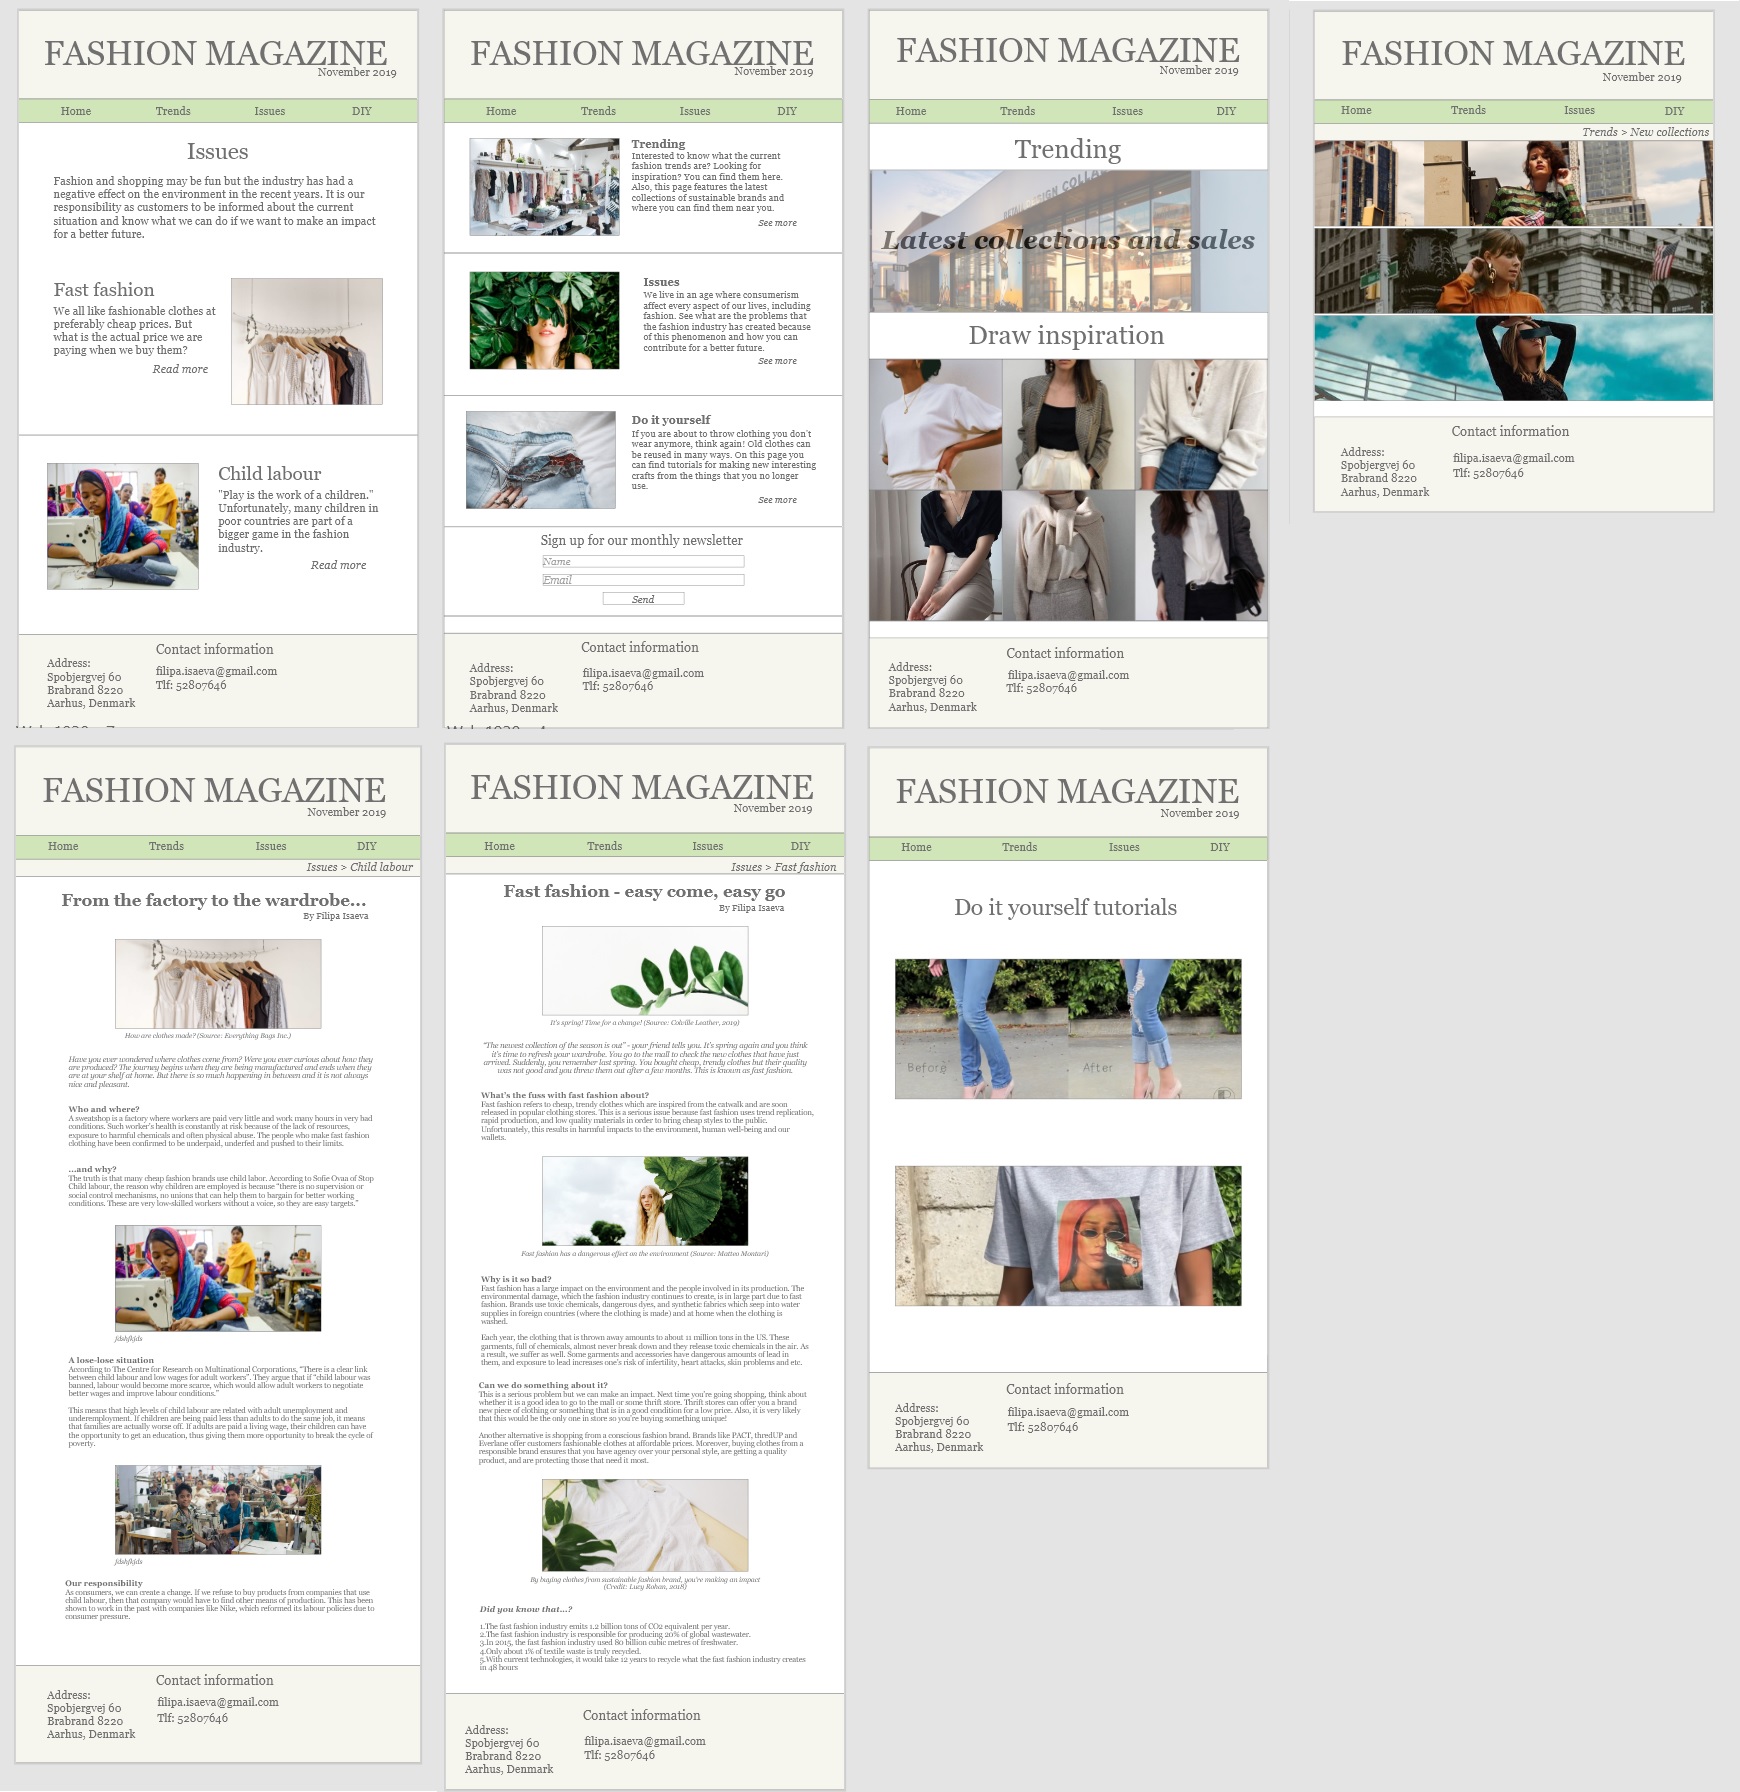 FASHION MAGAZINE
November 2019
Home Trends Issues DIY
Issues
Fashion and shopping may be fun but the industry has had a
negative effect on the environment in the recent years. It is our
responsibility as customers to be informed about the current
situation and know what we can do if we want to make an impact
for a better future.
Fast fashion
We all like fashionable clothes at
preferably cheap prices. But
what is the actual price we are
paying when we buy them?
Read more
Child labour
"Play is the work of a children."
Unfortunately, many children in
poor countries are part of a
bigger game in the fashion
industry.
Read more
Contact information
Address:
Spobjergvej 60
Brabrand 8220
Aarhus, Denmark
filipa.isaeva@gmail.com
Tlf: 52807646
FASHION MAGAZINE
November 2019
Home Trends Issues DIY
Trending
Interested to know what the current
fashion trends are? Looking for
inspiration? You can find them here.
Also, this page features the latest
collections of sustainable brands and
where you can find them near you.
See more
Issues
We live in an age where consumerism
affect every aspect of our lives, including
fashion. See what are the problems that
the fashion industry has created because
of this phenomenon and how you can
contribute for a better future.
See more
Do it yourself
If you are about to throw clothing you don't
wear anymore, think again! Old clothes can
be reused in many ways. On this page you
can find tutorials for making new interesting
crafts from the things that you no longer
use.
See more
Sign up for our monthly newsletter
Name
Email
Send
Contact information
Address:
Spobjergvej 60
Brabrand 8220
Aarhus, Denmark
filipa.isaeva@gmail.com
Tlf: 52807646
FASHION MAGAZINE
November 2019
Home Trends Issues DIY
Trending
Latest collections and sales
Draw inspiration
Contact information
Address:
Spobjergvej 60
Brabrand 8220
Aarhus, Denmark
filipa.isaeva@gmail.com
Tlf: 52807646
FASHION MAGAZINE
November 2019
Home Trends Issues DIY
Trends > New collections
Contact information
Address:
Spobjergvej 60
Brabrand 8220
Aarhus, Denmark
filipa.isaeva@gmail.com
Tlf: 52807646
FASHION MAGAZINE
November 2019
Home Trends Issues DIY
Issues > Child labour
From the factory to the wardrobe...
By Filipa Isaeva
How are clothes made? (Source: Everything Bags Inc.)
Have you ever wondered where clothes come from? Were you ever curious about how they
are produced? The journey begins when they are being manufactured and ends when they
are at your shelf at home. But there is so much happening in between and it is not always
nice and pleasant.
Who and where?
A sweatshop is a factory where workers are paid very little and work many hours in very bad
conditions. Such worker's health is constantly at risk because of the lack of resources,
exposure to harmful chemicals and often physical abuse. The people who make fast fashion
clothing have been confirmed to be underpaid, underfed and pushed to their limits.
...and why?
The truth is that many cheap fashion brands use child labor. According to Sofie Ovaa of Stop
Child labour, the reason why children are employed is because "there is no supervision or
social control mechanisms, no unions that can help them to bargain for better working
conditions. These are very low-skilled workers without a voice, so they are easy targets."
jdshfkjds
A lose-lose situation
According to The Centre for Research on Multinational Corporations, "There is a clear link
between child labour and low wages for adult workers". They argue that if "child labour was
banned, labour would become more scarce, which would allow adult workers to negotiate
better wages and improve labour conditions."
This means that high levels of child labour are related with adult unemployment and
underemployment. If children are being paid less than adults to do the same job, it means
that families are actually worse off. If adults are paid a living wage, their children can have
the opportunity to get an education, thus giving them more opportunity to break the cycle of
poverty.
jdshfkjds
Our responsibility
As consumers, we can create a change. If we refuse to buy products from companies that use
child labour, then that company would have to find other means of production. This has been
shown to work in the past with companies like Nike, which reformed its labour policies due to
consumer pressure.
Contact information
Address:
Spobjergvej 60
Brabrand 8220
Aarhus, Denmark
filipa.isaeva@gmail.com
Tlf: 52807646
FASHION MAGAZINE
November 2019
Home Trends Issues DIY
Issues > Fast fashion
Fast fashion - easy come, easy go
By Filipa Isaeva
It's spring! Time for a change! (Source: Colville Leather, 2019)
"The newest collection of the season is out" - your friend tells you. It's spring again and you think
it's time to refresh your wardrobe. You go to the mall to check the new clothes that have just
arrived. Suddenly, you remember last spring. You bought cheap, trendy clothes but their quality
was not good and you threw them out after a few months. This is known as fast fashion.
What's the fuss with fast fashion about?
Fast fashion refers to cheap, trendy clothes which are inspired from the catwalk and are soon
released in popular clothing stores. This is a serious issue because fast fashion uses trend replication,
rapid production, and low quality materials in order to bring cheap styles to the public.
Unfortunately, this results in harmful impacts to the environment, human well-being and our
wallets.
Fast fashion has a dangerous effect on the environment (Source: Matteo Montari)
Why is it so bad?
Fast fashion has a large impact on the environment and the people involved in its production. The
environmental damage, which the fashion industry continues to create, is in large part due to fast
fashion. Brands use toxic chemicals, dangerous dyes, and synthetic fabrics which seep into water
supplies in foreign countries (where the clothing is made) and at home when the clothing is
washed.
Each year, the clothing that is thrown away amounts to about 11 million tons in the US. These
garments, full of chemicals, almost never break down and they release toxic chemicals in the air. As
a result, we suffer as well. Some garments and accessories have dangerous amounts of lead in
them, and exposure to lead increases one's risk of infertility, heart attacks, skin problems and etc.
Can we do something about it?
This is a serious problem but we can make an impact. Next time you're going shopping, think about
whether it is a good idea to go to the mall or some thrift store. Thrift stores can offer you a brand
new piece of clothing or something that is in a good condition for a low price. Also, it is very likely
that this would be the only one in store so you're buying something unique!
Another alternative is shopping from a conscious fashion brand. Brands like PACT, thredUP and
Everlane offer customers fashionable clothes at affordable prices. Moreover, buying clothes from a
responsible brand ensures that you have agency over your personal style, are getting a quality
product, and are protecting those that need it most.
By buying clothes from sustainable fashion brand, you're making an impact
(Credit: Lucy Rohan, 2018)
Did you know that...?
1.The fast fashion industry emits 1.2 billion tons of CO2 equivalent per year.
2.The fast fashion industry is responsible for producing 20% of global wastewater.
3.In 2015, the fast fashion industry used 80 billion cubic metres of freshwater.
4.Only about 1% of textile waste is truly recycled.
5.With current technologies, it would take 12 years to recycle what the fast fashion industry creates
in 48 hours
Contact information
Address:
Spobjergvej 60
Brabrand 8220
Aarhus, Denmark
filipa.isaeva@gmail.com
Tlf: 52807646
FASHION MAGAZINE
November 2019
Home Trends Issues DIY
Do it yourself tutorials
Before After
Contact information
Address:
Spobjergvej 60
Brabrand 8220
Aarhus, Denmark
filipa.isaeva@gmail.com
Tlf: 52807646